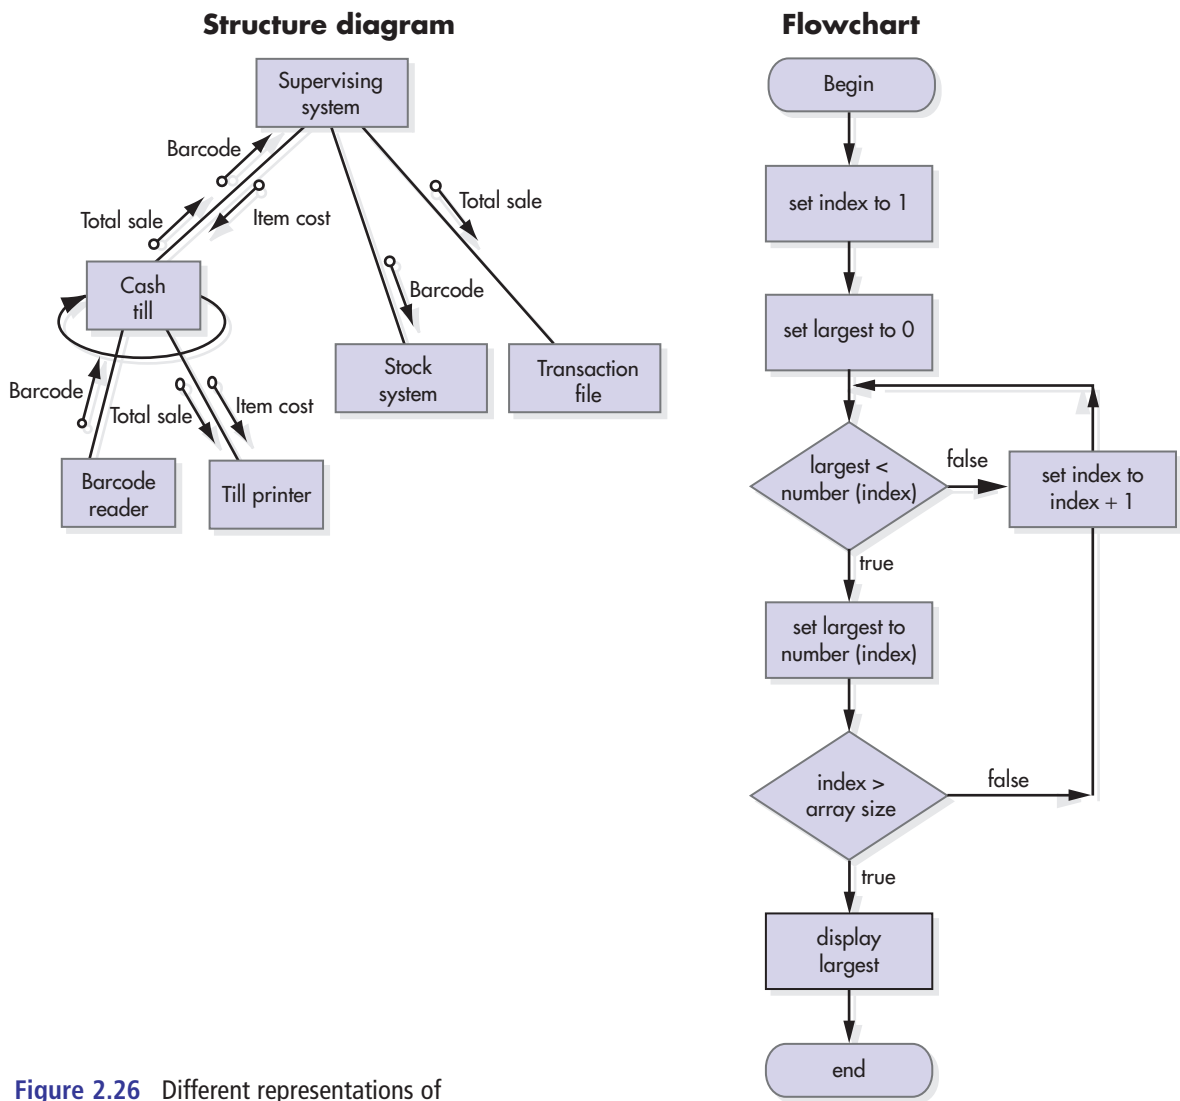 Structure diagram
Supervising
system
Barcode
Total sale
Item cost
Total sale
Cash
till
Barcode
Stock
system
Transaction
file
Barcode
Total sale
Item cost
Barcode
reader
Till printer
Flowchart
Begin
set index to 1
set largest to 0
largest <
number (index)
false
set index to
index + 1
true
set largest to
number (index)
index >
array size
false
true
display
largest
end
Figure 2.26 Different representations of